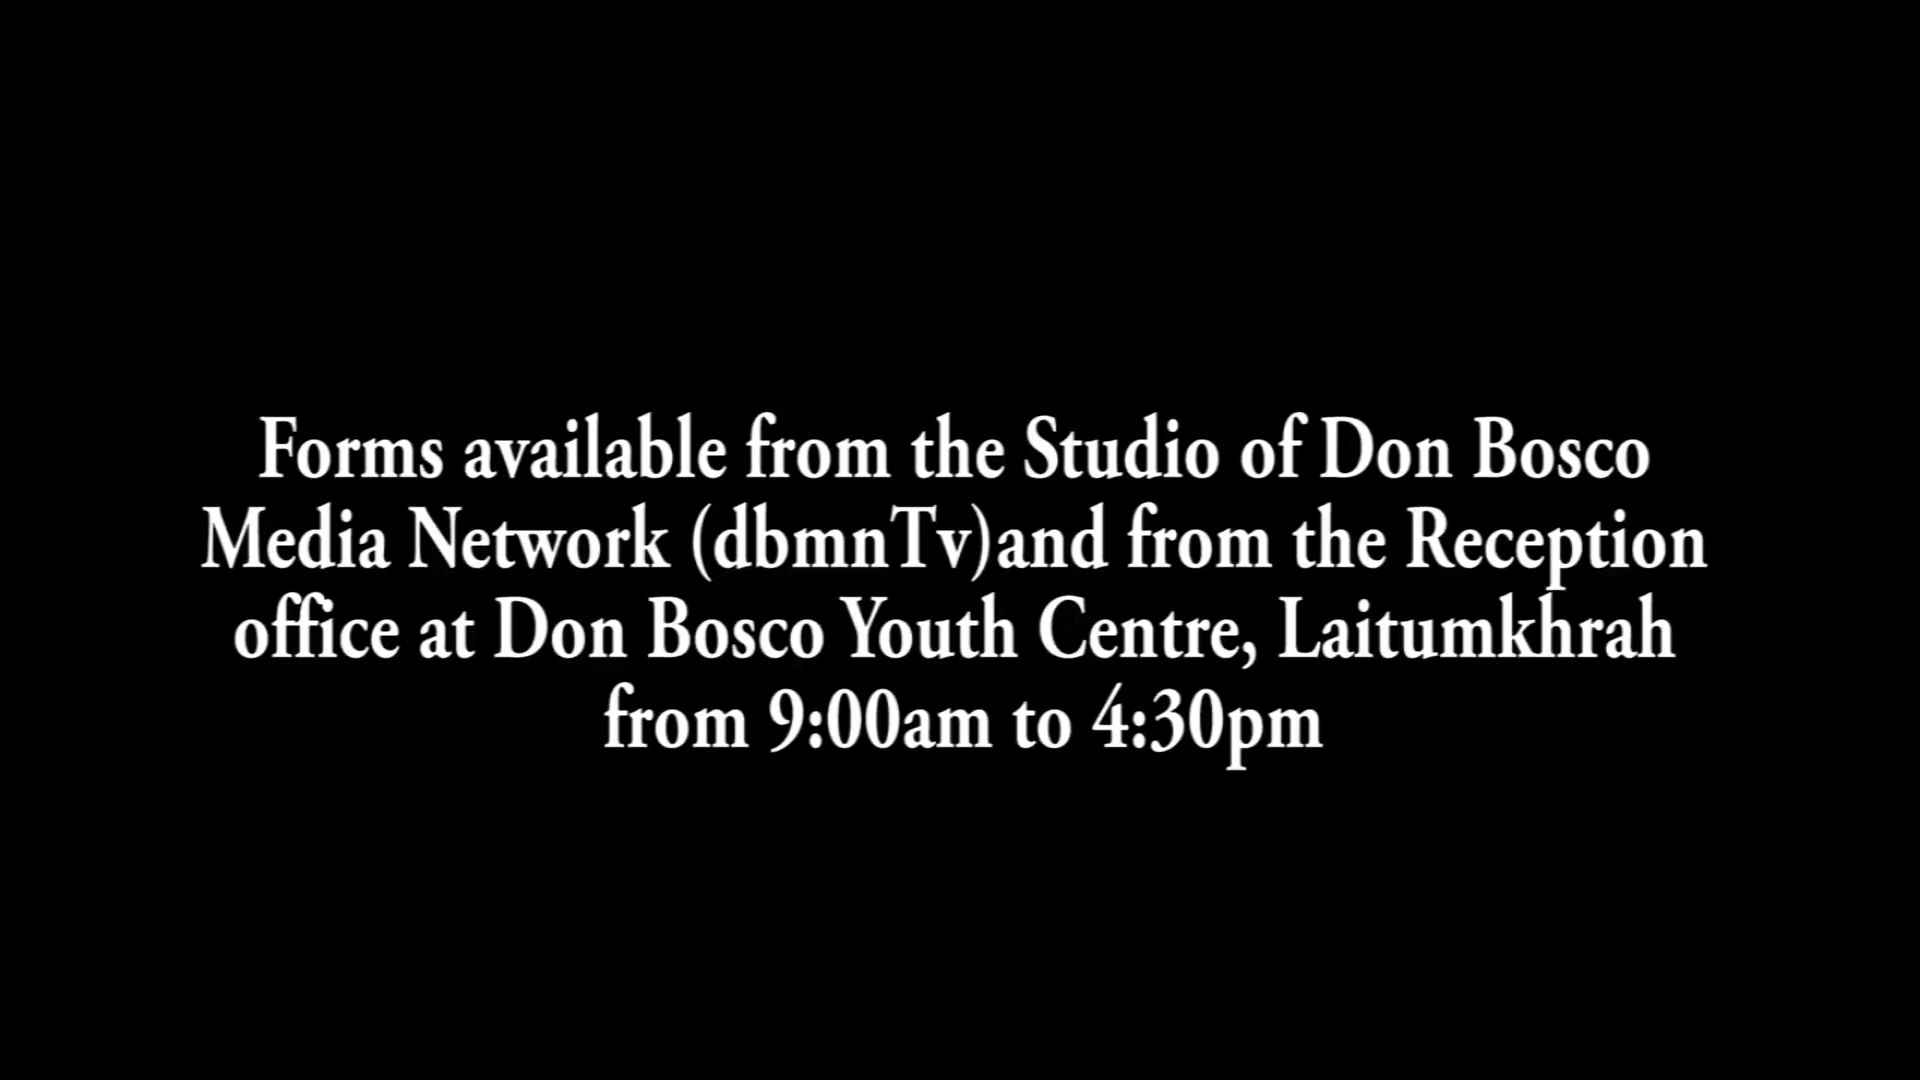 Forms available from the Studio of Don Bosco
Media Network (dbmnTv)and from the Reception
office at Don Bosco Youth Centre, Laitumkhrah
from 9:00am to 4:30pm